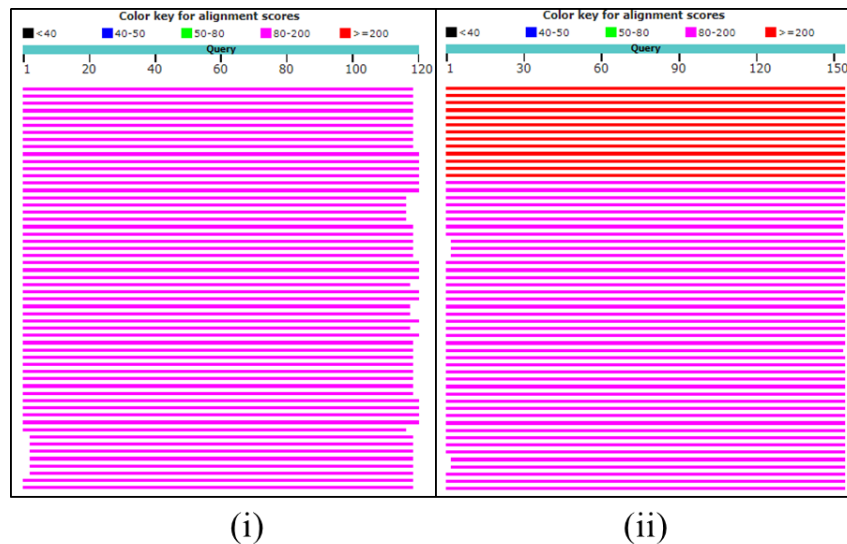 Color key for alignment scores
<40 40-50 50-80 80-200 >=200
Query
1 20 40 60 80 100 120
Color key for alignment scores
<40 40-50 50-80 80-200 >=200
Query
1 30 60 90 120 150
(i)
(ii)